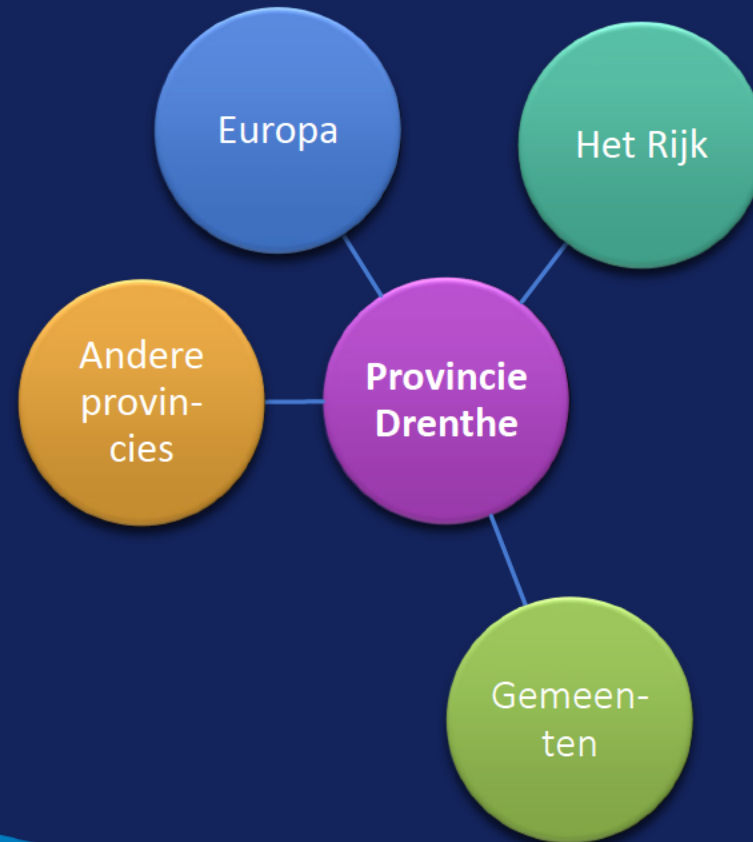 Europa
Het Rijk
Andere
provin-
cies
Provincie
Drenthe
Gemeen-
ten